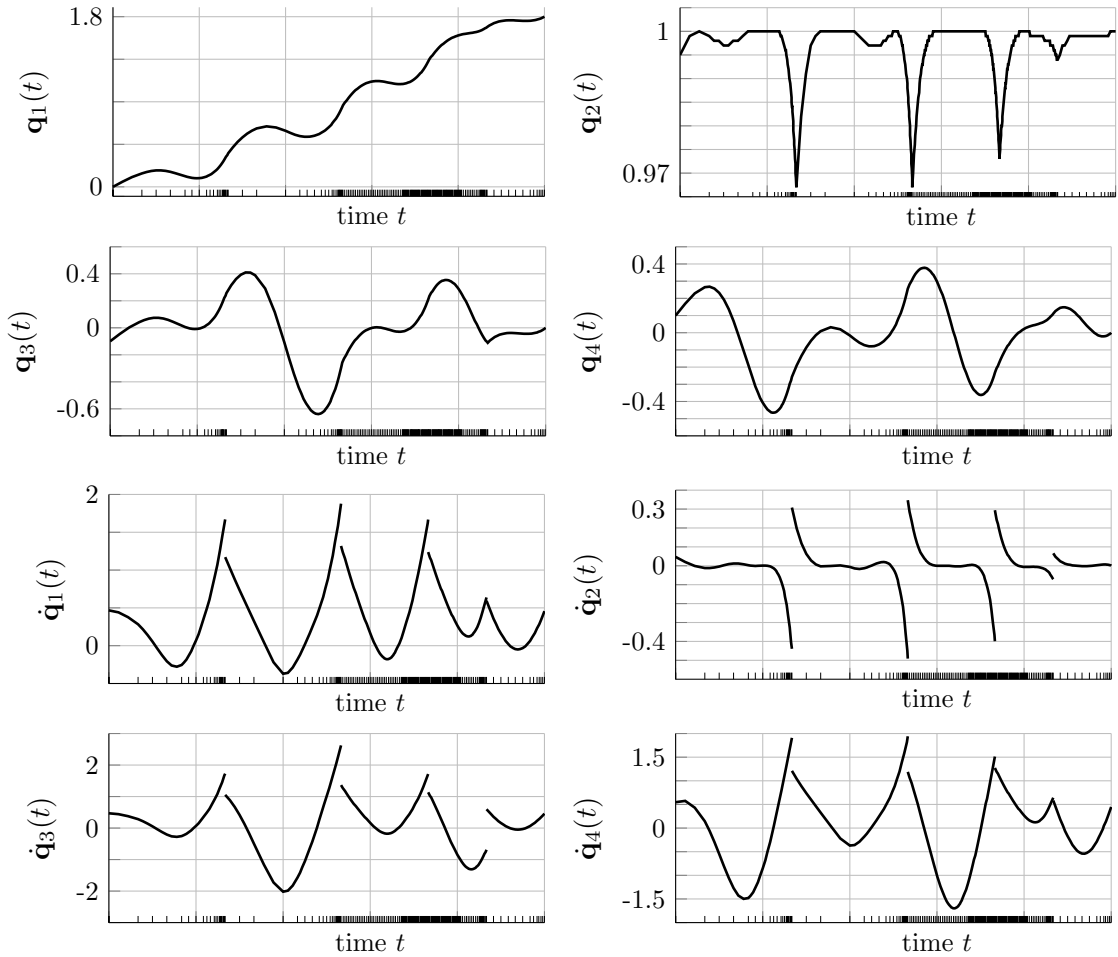 1.8
0
q1(t)
time t
1
0.97
q2(t)
time t
0.4
0
-0.6
q3(t)
time t
0.4
0
-0.4
q4(t)
time t
2
0
q̇1(t)
time t
0.3
0
-0.4
q̇2(t)
time t
2
0
-2
q̇3(t)
time t
1.5
0
-1.5
q̇4(t)
time t